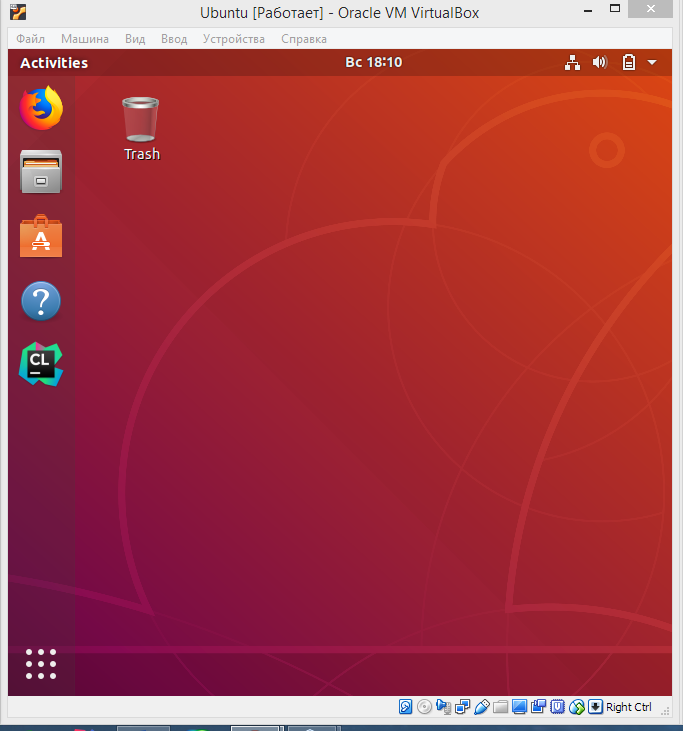 Ubuntu [Работает] - Oracle VM VirtualBox
Файл Машина Вид Ввод Устройства Справка
Activities Вс 18:10
Trash
CL
Right Ctrl